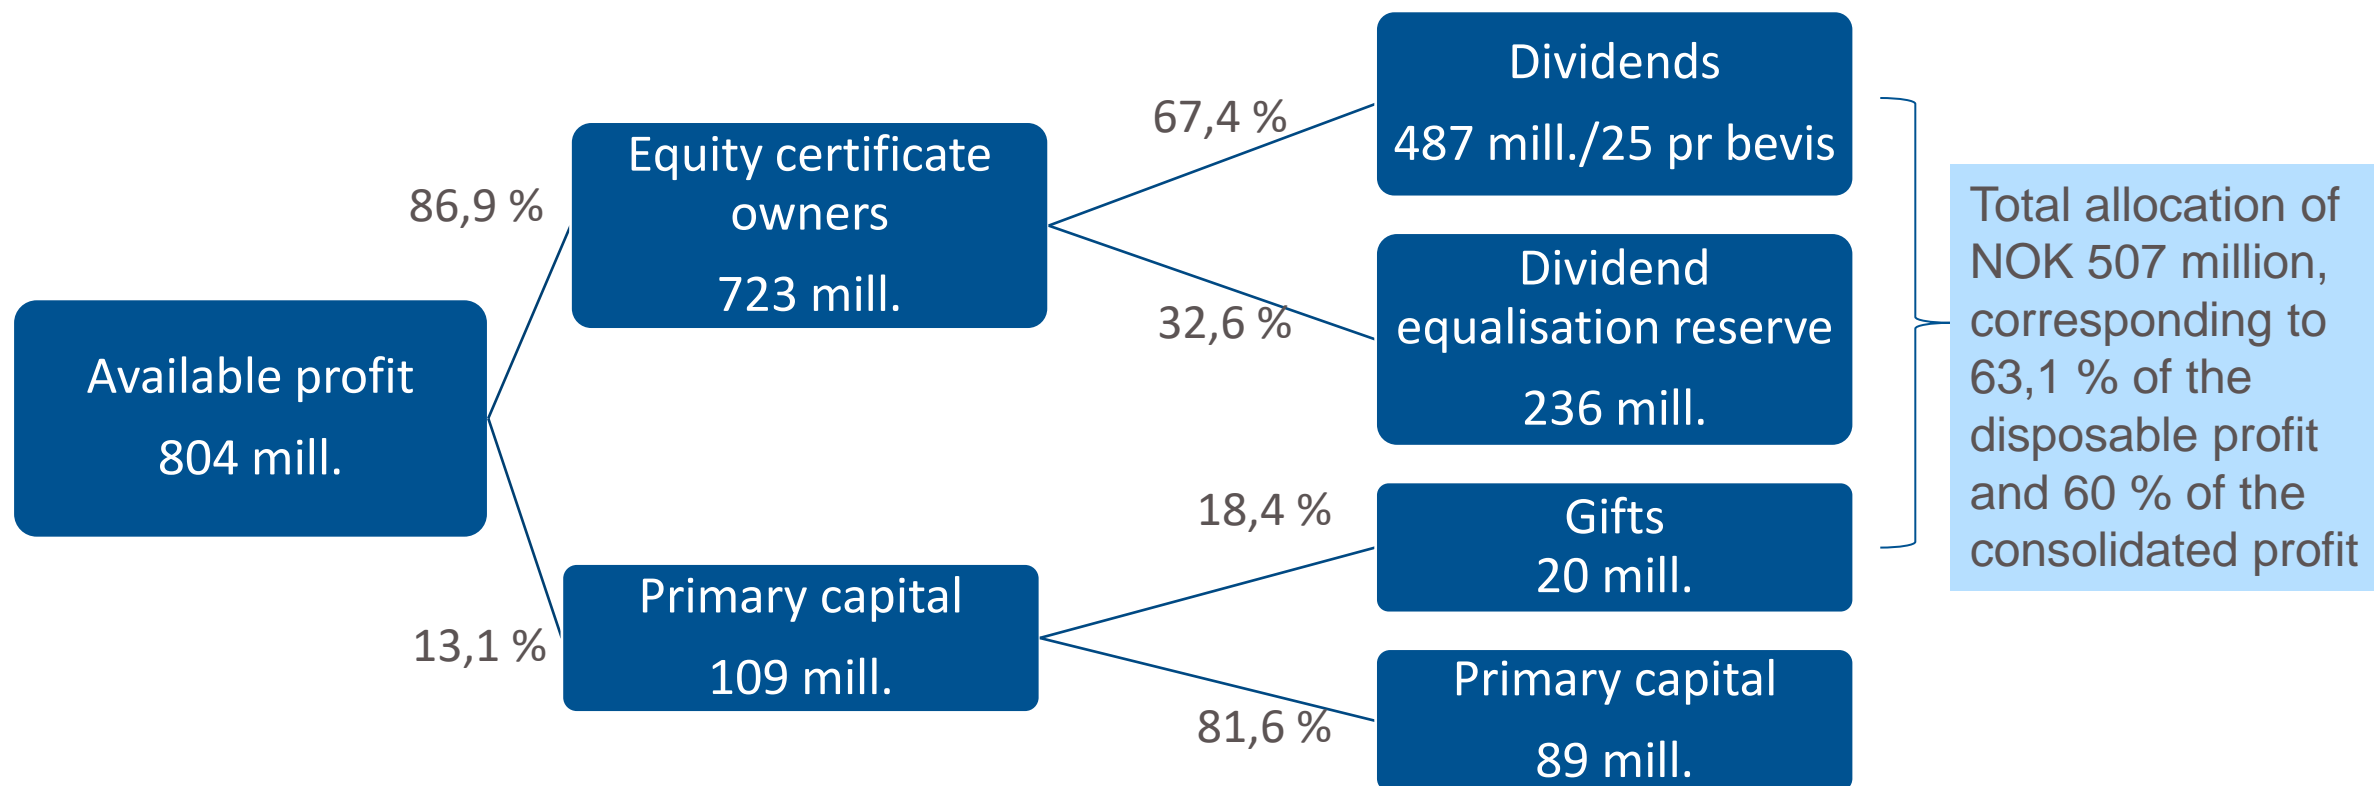 Available profit
804 mill.
86,9 %
13,1 %
Equity certificate
owners
723 mill.
Primary capital
109 mill.
67,4 %
32,6 %
18,4 %
81,6 %
Dividends
487 mill./25 pr bevis
Dividend
equalisation reserve
236 mill.
Gifts
20 mill.
Primary capital
89 mill.
Total allocation of
NOK 507 million,
corresponding to
63,1 % of the
disposable profit
and 60 % of the
consolidated profit